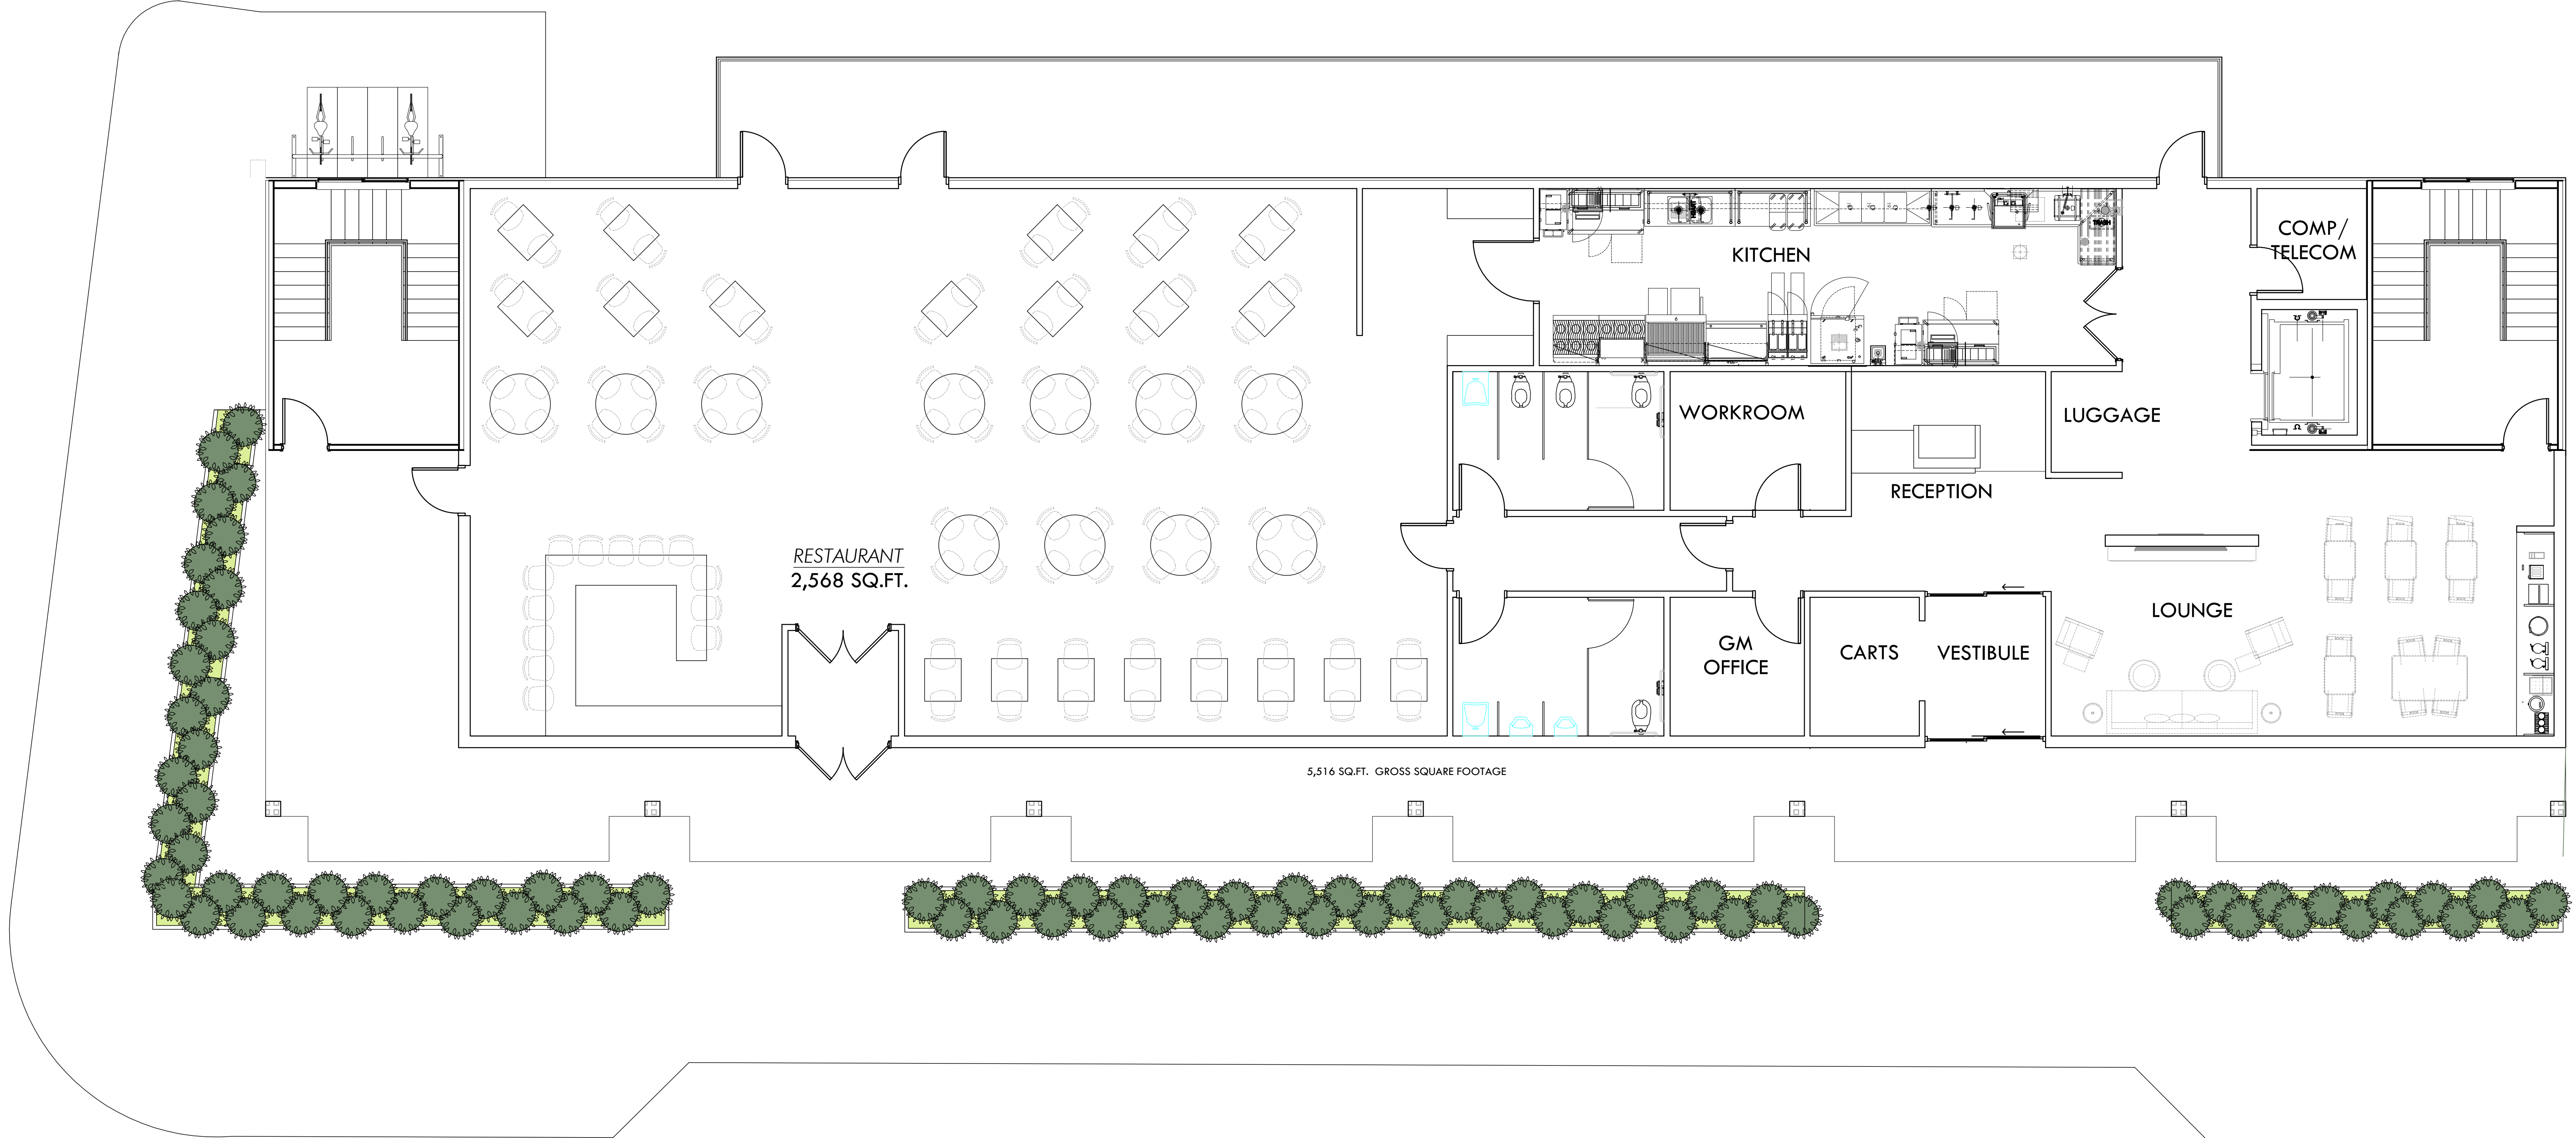 KITCHEN
COMP/
TELECOM
WORKROOM
LUGGAGE
RECEPTION
RESTAURANT
2,568 SQ.FT.
LOUNGE
GM
OFFICE
CARTS
VESTIBULE
5,516 SQ.FT. GROSS SQUARE FOOTAGE